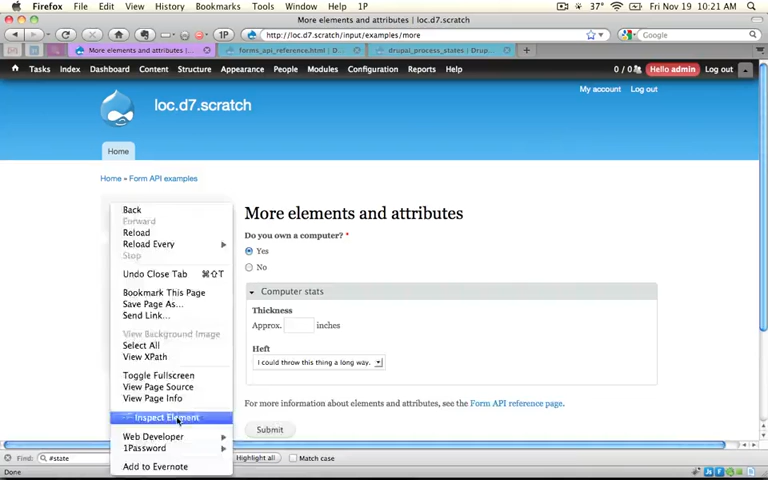 Firefox File Edit View History Bookmarks Tools Window Help 1P 37° Fri Nov 19 10:21 AM
More elements and attributes | loc.d7.scratch
http://loc.d7.scratch/input/examples/more
Google
More elements and attributes |...
forms_api_reference.html | D...
drupal_process_states | Drup...
Tasks Index Dashboard Content Structure Appearance People Modules Configuration Reports Help 0 / 0 Hello admin Log out
My account Log out
loc.d7.scratch
Home
Home » Form API examples
Back
Forward
Reload
Reload Every
Stop
Undo Close Tab ⌘⇧T
Bookmark This Page
Save Page As...
Send Link...
View Background Image
Select All
View XPath
Toggle Fullscreen
View Page Source
View Page Info
Inspect Element
Web Developer
1Password
Add to Evernote
More elements and attributes
Do you own a computer? *
Yes
No
Computer stats
Thickness
Approx. inches
Heft
I could throw this thing a long way.
For more information about elements and attributes, see the Form API reference page.
Submit
Find: #state Highlight all Match case
Done